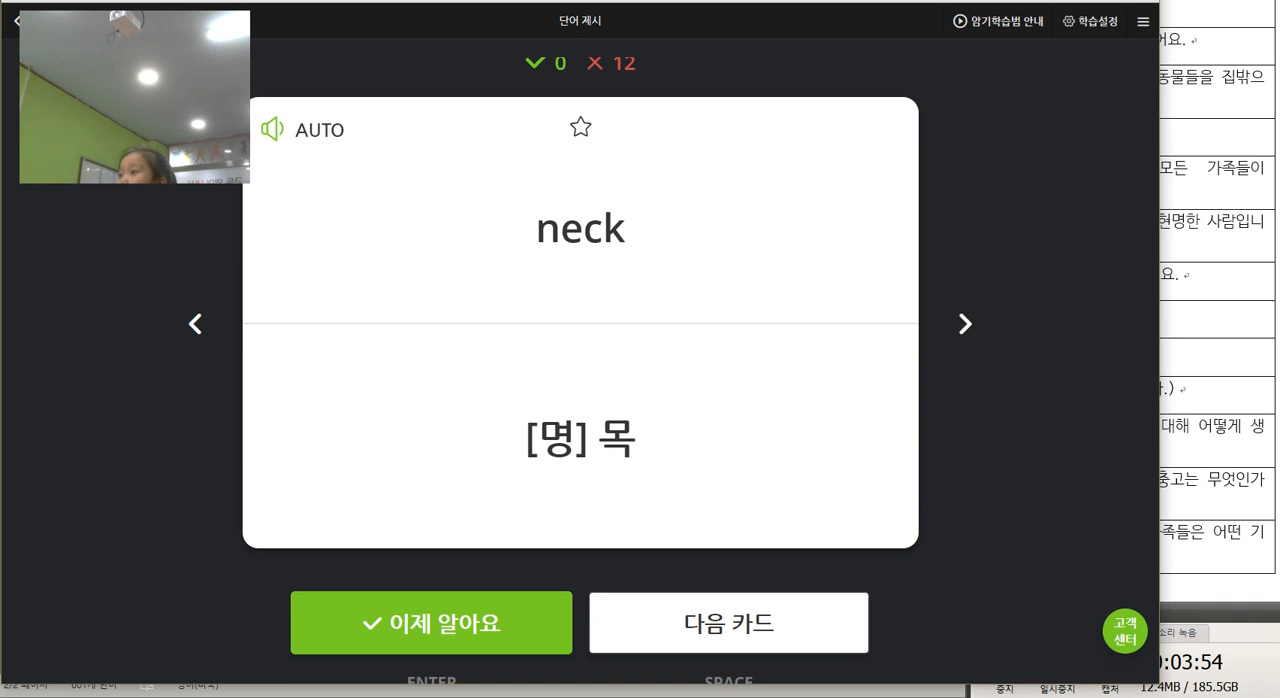 단어 제시
암기학습법 안내
학습설정
0
12
AUTO
neck
[명] 목
이제 알아요
다음 카드
ENTER
SPACE
고객
센터
어요.
동물들을 집밖으
모든 가족들이
현명한 사람입니
요.
.)
대해 어떻게 생
충고는 무엇인가
족들은 어떤 기
소리 녹음
:03:54
중지
일시중지
캡처
12.4MB / 185.5GB